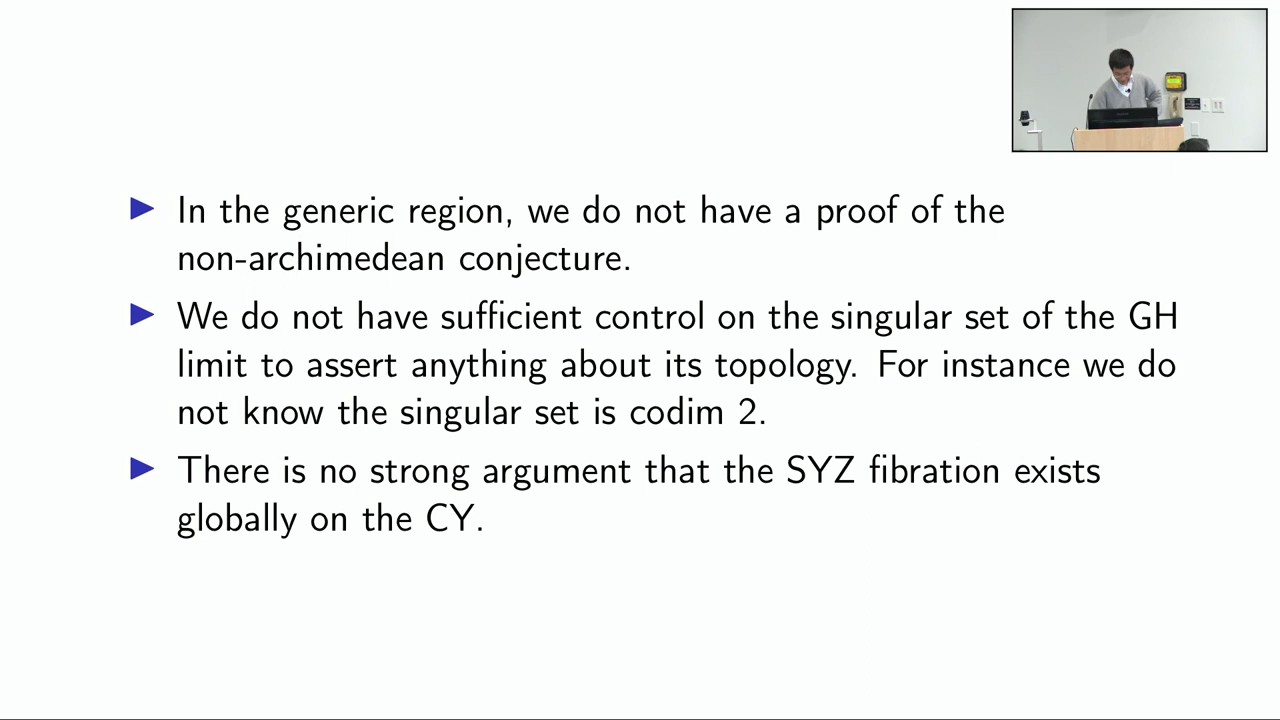 In the generic region, we do not have a proof of the
non-archimedean conjecture.
We do not have sufficient control on the singular set of the GH
limit to assert anything about its topology. For instance we do
not know the singular set is codim 2.
There is no strong argument that the SYZ fibration exists
globally on the CY.